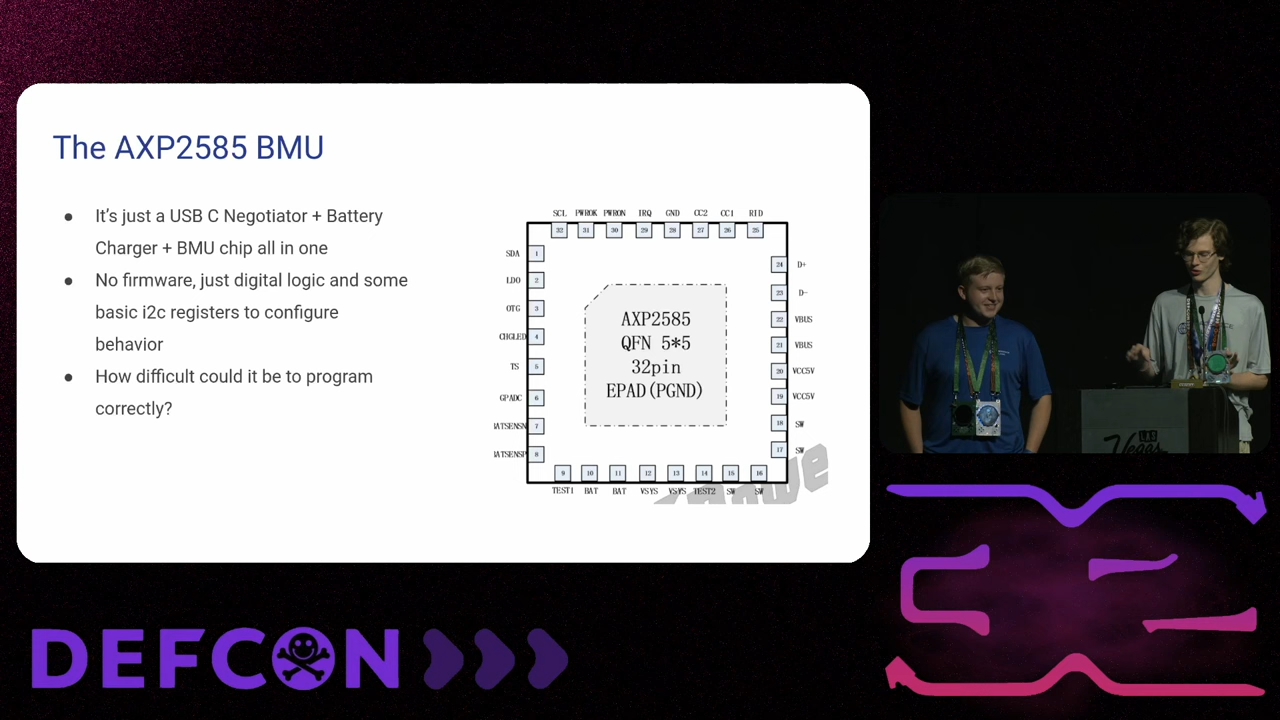 The AXP2585 BMU
It’s just a USB C Negotiator + Battery
Charger + BMU chip all in one
No firmware, just digital logic and some
basic i2c registers to configure
behavior
How difficult could it be to program
correctly?
SCL PWROK PWRON IRQ GND CC2 CC1 RID
32 31 30 29 28 27 26 25
SDA 1
LDO 2
OTG 3
CHGLED 4
TS 5
GPADC 6
BATSENSN 7
BATSENSP 8
AXP2585
QFN 5*5
32pin
EPAD(PGND)
24 D+
23 D-
22 VBUS
21 VBUS
20 VCC5V
19 VCC5V
18 SW
17 SW
9 10 11 12 13 14 15 16
TEST1 BAT BAT VSYS VSYS TEST2 SW SW
LAS
Vegas
DEFCON